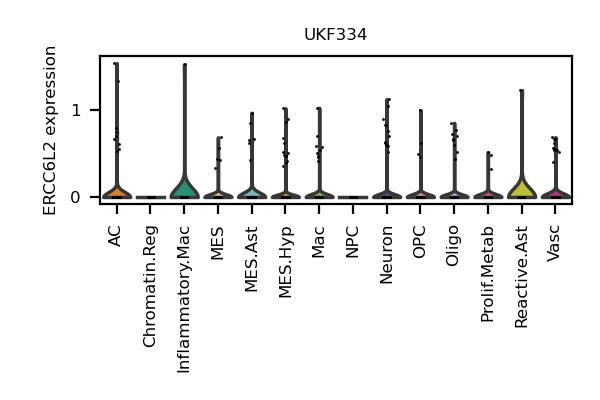 UKF334
ERCC6L2 expression
1
0
AC
Chromatin.Reg
Inflammatory.Mac
MES
MES.Ast
MES.Hyp
Mac
NPC
Neuron
OPC
Oligo
Prolif.Metab
Reactive.Ast
Vasc